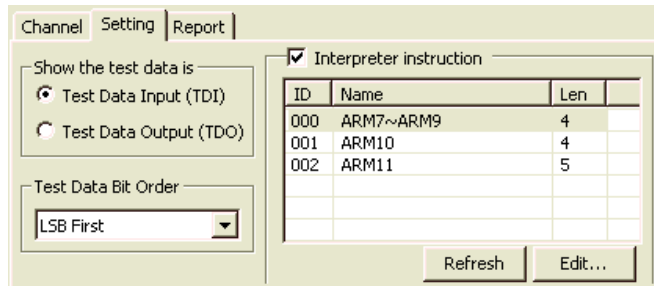 Channel Setting Report
Show the test data is
Test Data Input (TDI)
Test Data Output (TDO)
Test Data Bit Order
LSB First
Interpreter instruction
ID Name Len
000 ARM7~ARM9 4
001 ARM10 4
002 ARM11 5
Refresh Edit...